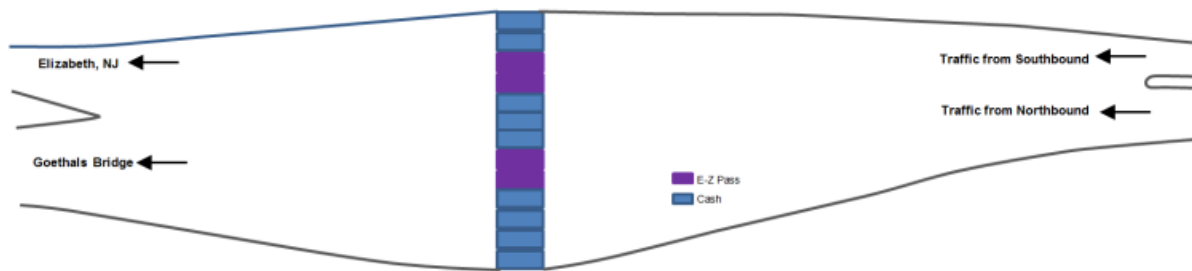 Elizabeth, NJ
Traffic from Southbound
Traffic from Northbound
Goethals Bridge
E-Z Pass
Cash